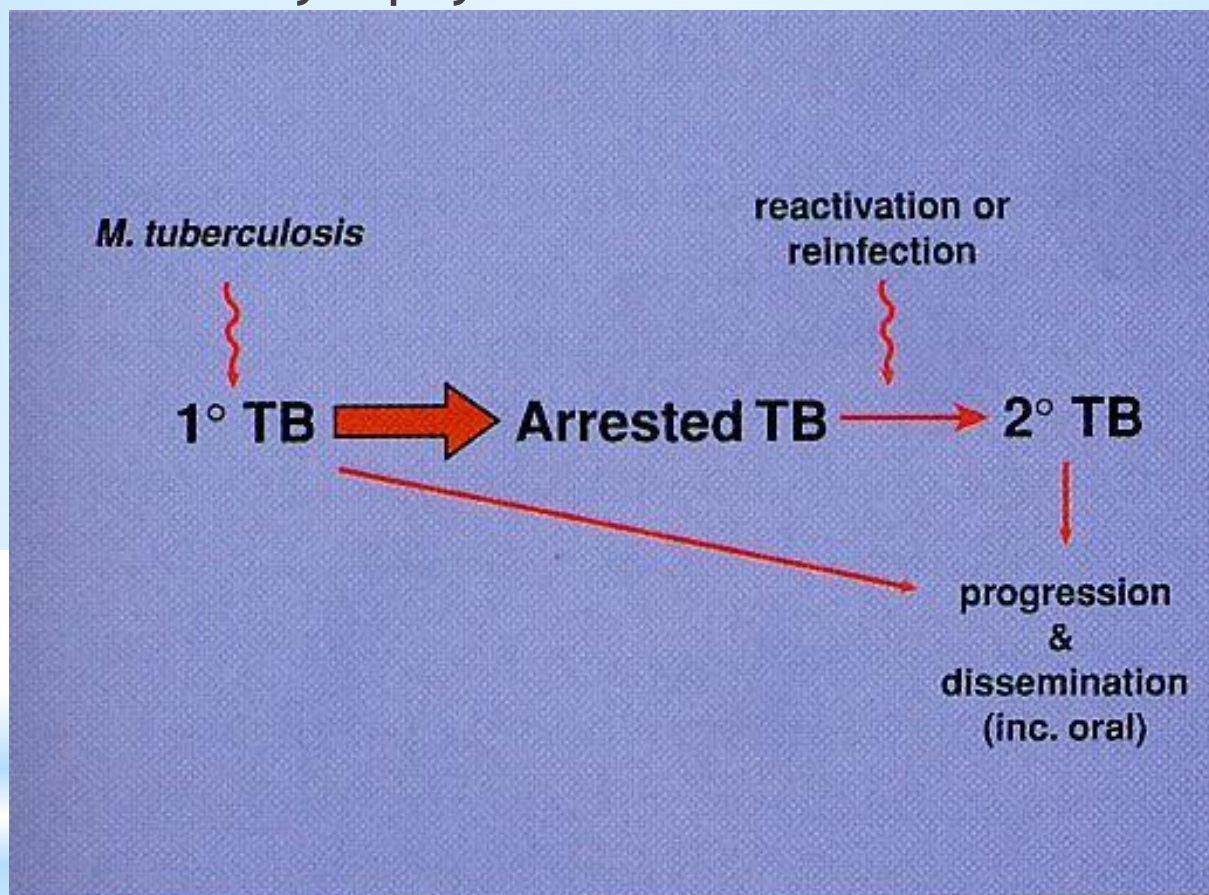 M. tuberculosis
reactivation or
reinfection
1° TB
Arrested TB
2° TB
progression
&
dissemination
(inc. oral)